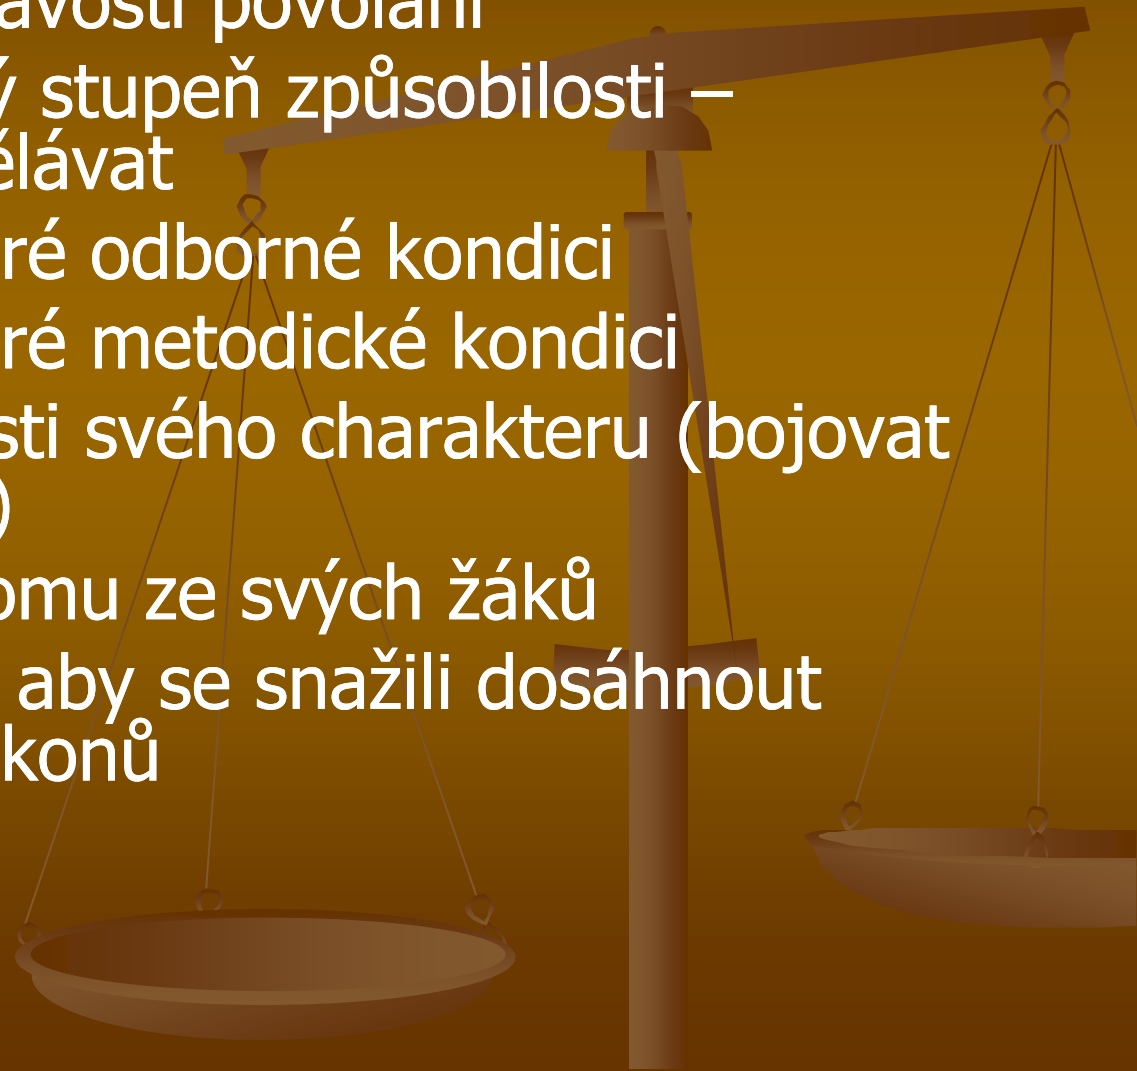 avosti povolání
ý stupeň způsobilosti –
ělávat
ré odborné kondici
ré metodické kondici
sti svého charakteru (bojovat
)
omu ze svých žáků
aby se snažili dosáhnout
konů